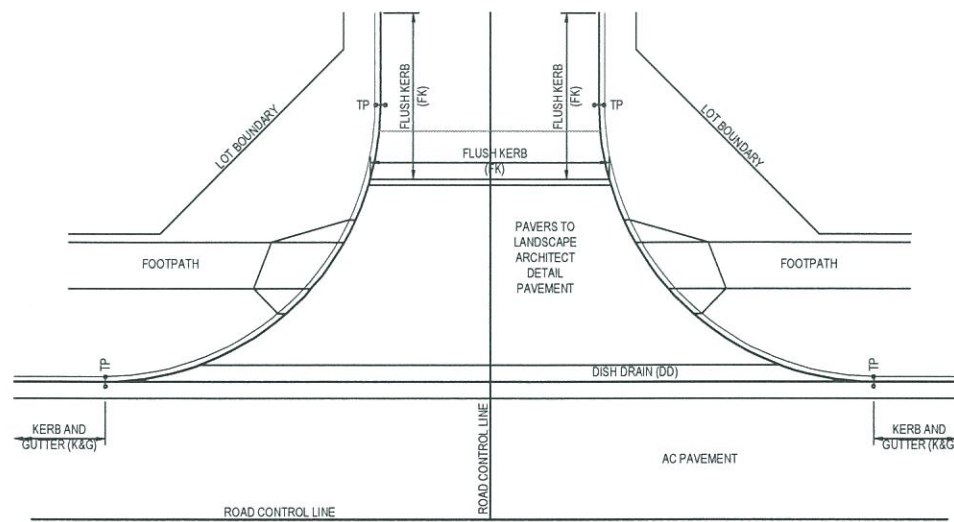 FLUSH KERB
(FK)
FLUSH KERB
(FK)
TP
TP
LOT BOUNDARY
LOT BOUNDARY
FLUSH KERB
(FK)
PAVERS TO
LANDSCAPE
ARCHITECT
DETAIL
PAVEMENT
FOOTPATH
FOOTPATH
TP
TP
DISH DRAIN (DD)
KERB AND
GUTTER (K&G)
KERB AND
GUTTER (K&G
ROAD CONTROL LINE
AC PAVEMENT
ROAD CONTROL LINE